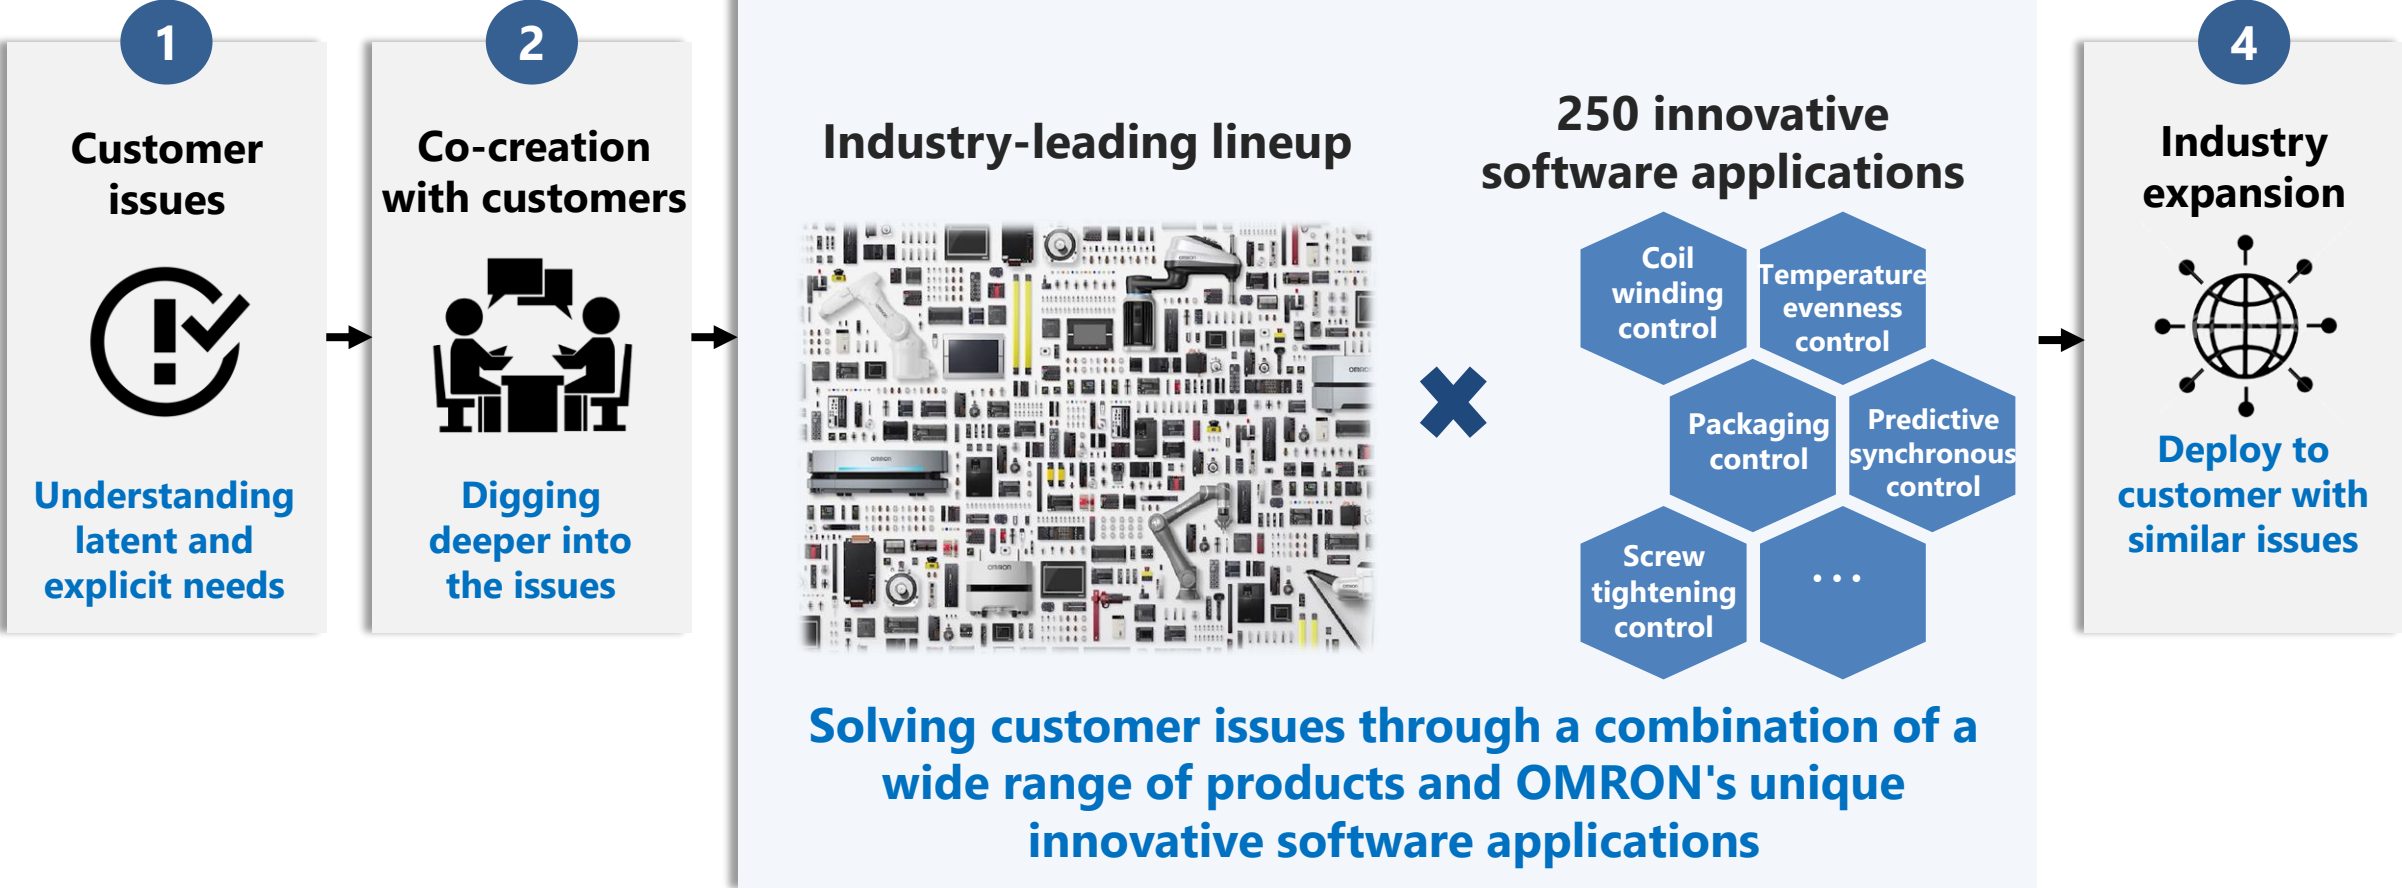 1
Customer
issues
Understanding
latent and
explicit needs
2
Co-creation
with customers
Digging
deeper into
the issues
Industry-leading lineup
OMRON
OMRON
OMRON
250 innovative
software applications
Coil
winding
control
Temperature
evenness
control
Packaging
control
Predictive
synchronous
control
Screw
tightening
control
...
Solving customer issues through a combination of a
wide range of products and OMRON's unique
innovative software applications
4
Industry
expansion
Deploy to
customer with
similar issues